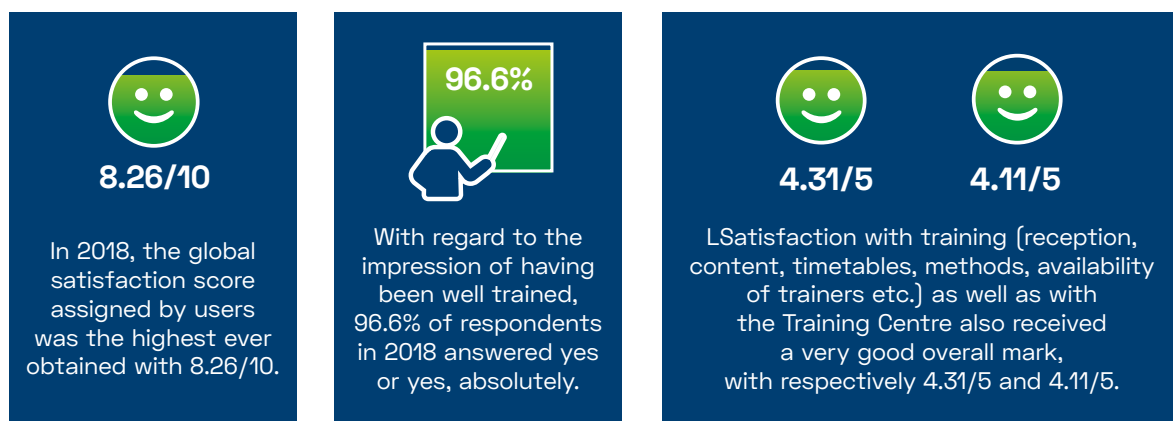 8.26/10
In 2018, the global
satisfaction score
assigned by users
was the highest ever
obtained with 8.26/10.
96.6%
With regard to the
impression of having
been well trained,
96.6% of respondents
in 2018 answered yes
or yes, absolutely.
4.31/5 4.11/5
LSatisfaction with training (reception,
content, timetables, methods, availability
of trainers etc.) as well as with
the Training Centre also received
a very good overall mark,
with respectively 4.31/5 and 4.11/5.